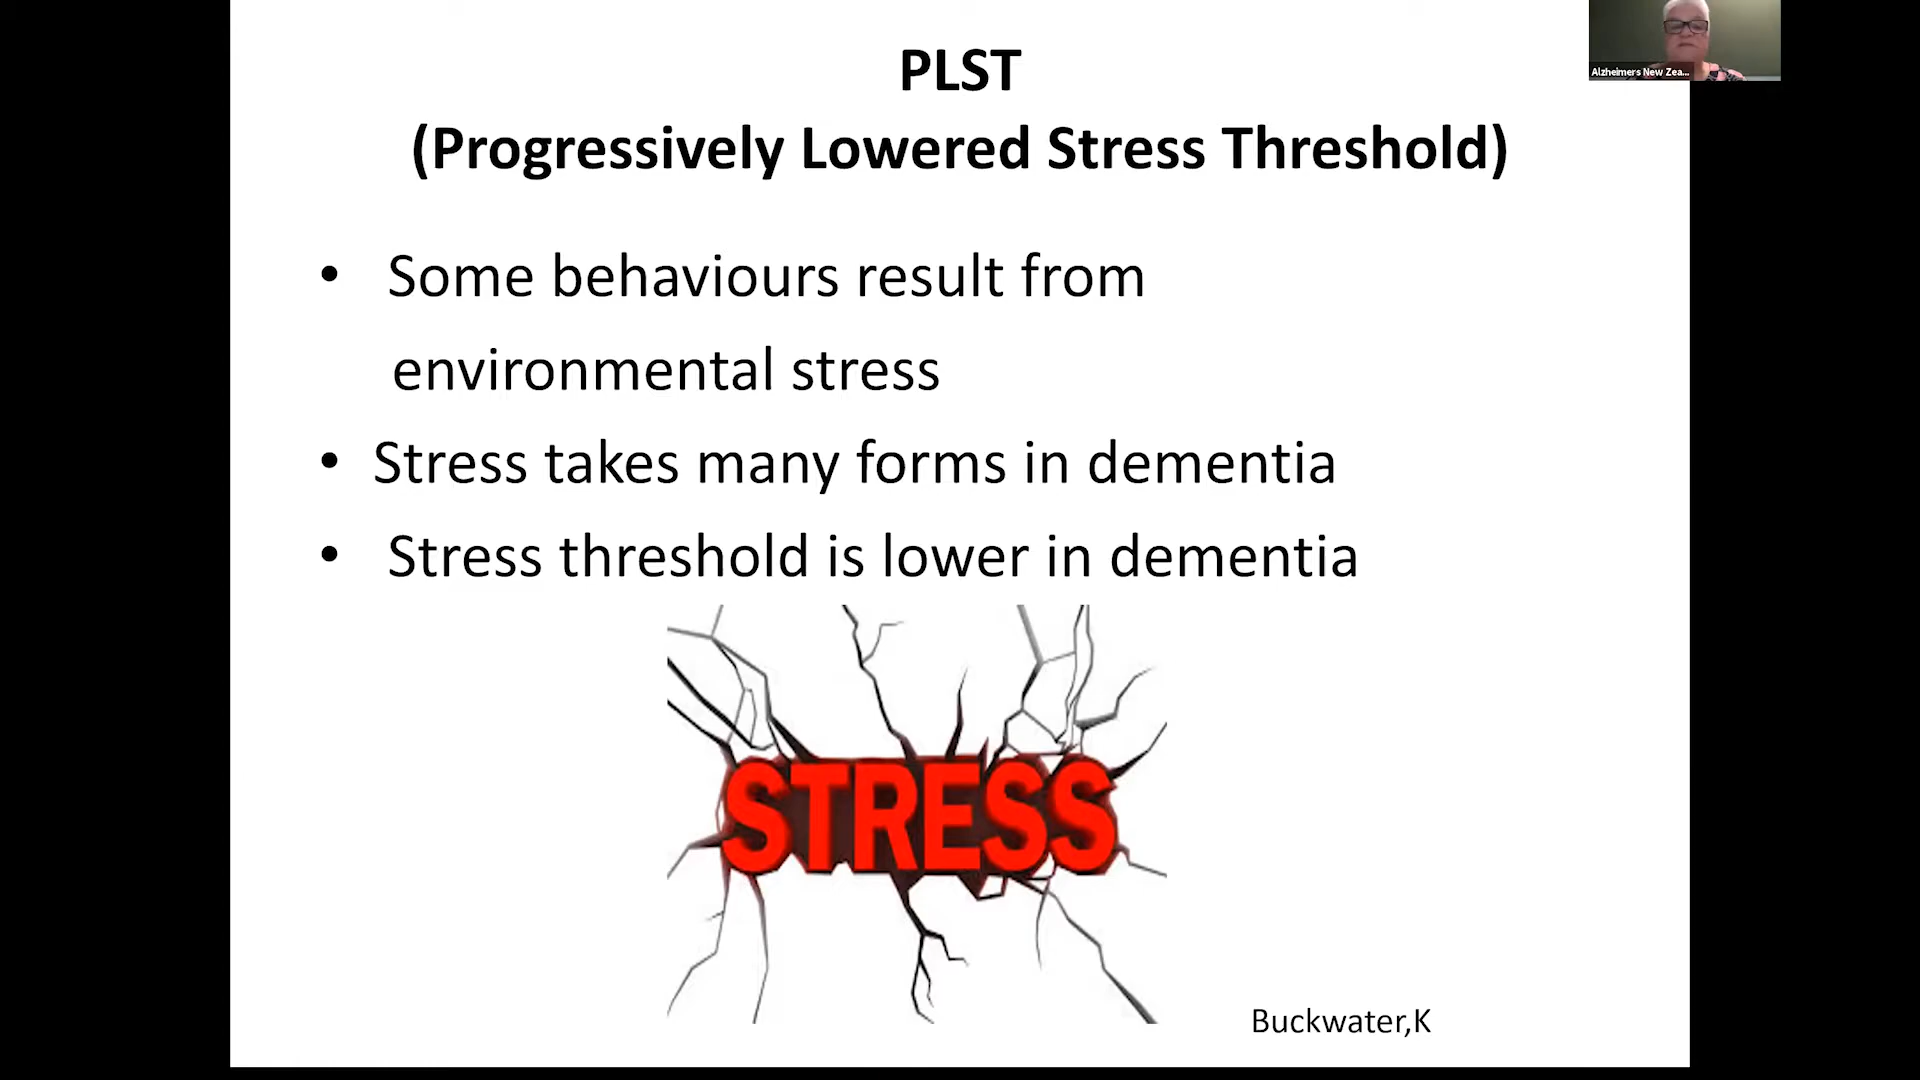 PLST
(Progressively Lowered Stress Threshold)
Alzheimers New Zea...
• Some behaviours result from
environmental stress
• Stress takes many forms in dementia
• Stress threshold is lower in dementia
STRESS
Buckwater,K